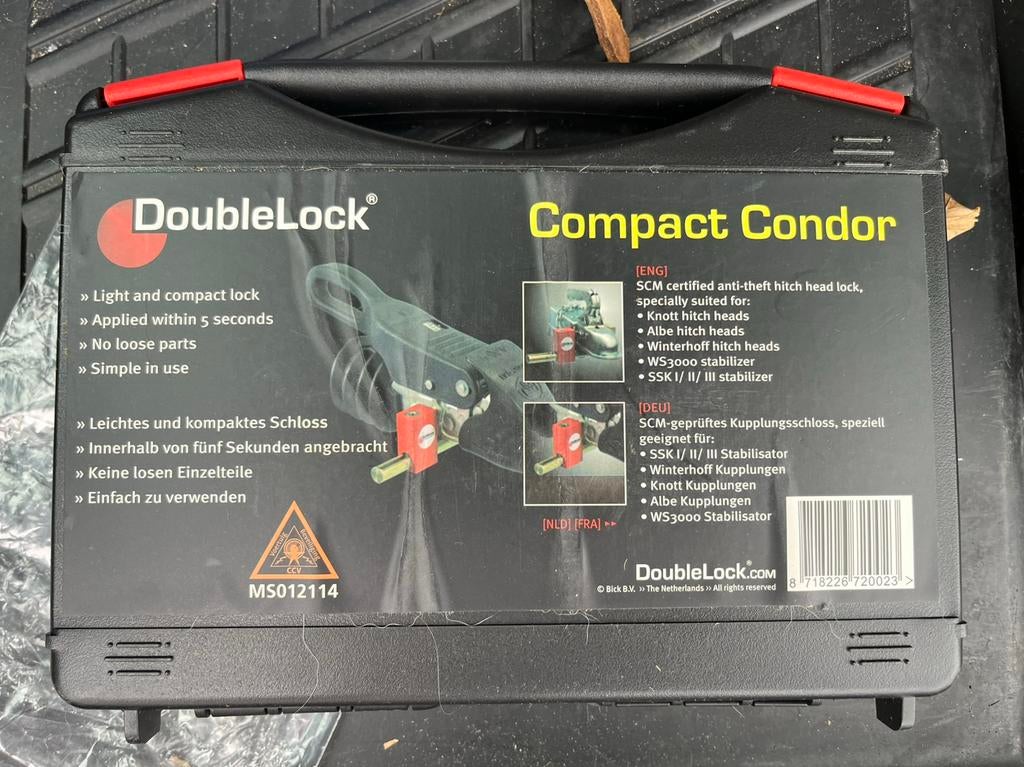 DoubleLock®
Compact Condor
» Light and compact lock
» Applied within 5 seconds
» No loose parts
» Simple in use
» Leichtes und kompaktes Schloss
» Innerhalb von fünf Sekunden angebracht
» Keine losen Einzelteile
» Einfach zu verwenden
Voertuig Beveiliging
CCV
MS012114
[ENG]
SCM certified anti-theft hitch head lock,
specially suited for:
• Knott hitch heads
• Albe hitch heads
• Winterhoff hitch heads
• WS3000 stabilizer
• SSK I/ II/ III stabilizer
[DEU]
SCM-geprüftes Kupplungsschloss, speziell
geeignet für:
• SSK I/ II/ III Stabilisator
• Winterhoff Kupplungen
• Knott Kupplungen
• Albe Kupplungen
• WS3000 Stabilisator
[NLD] [FRA] ►►
DoubleLock®.COM
© Bick B.V. » The Netherlands » All rights reserved
8 718226 720023 >